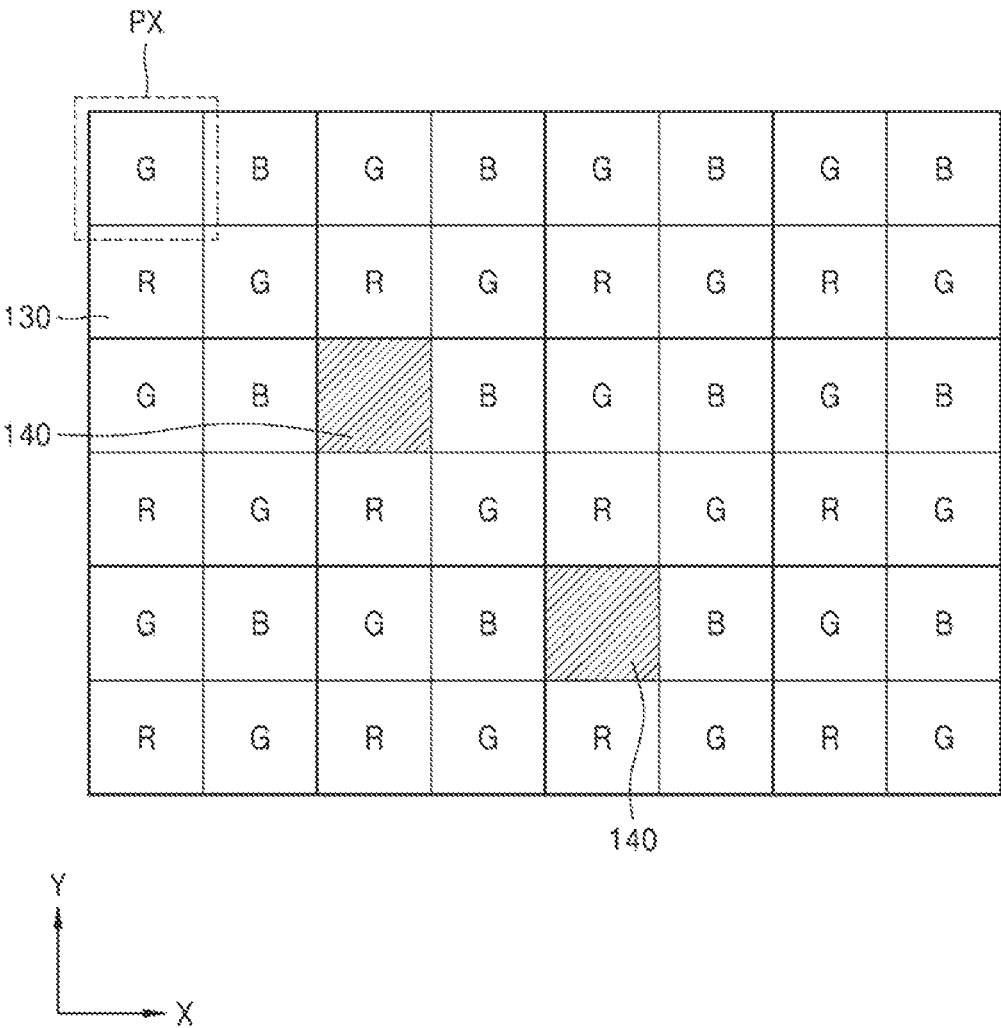 PX
G B G B G B G B
R G R G R G R G
130
G B B G B G B
140
R G R G R G R G
G B G B B G B
R G R G R G R G
140
Y
X